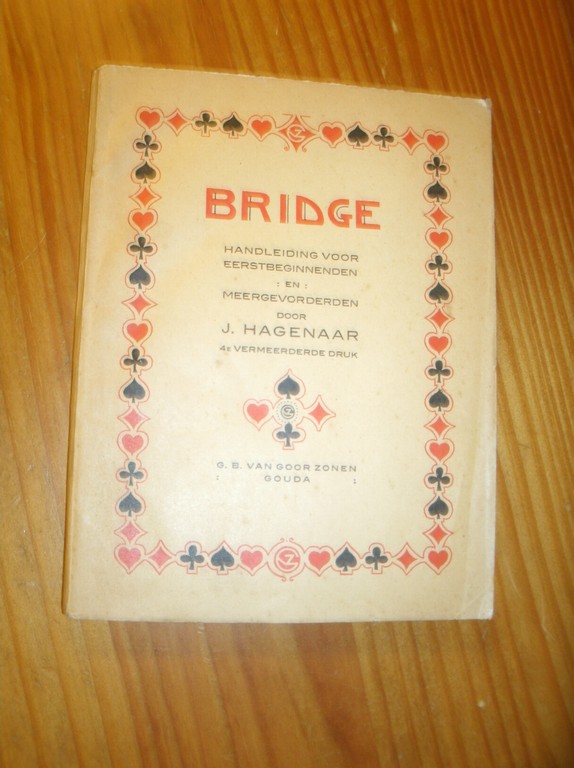 BRIDGE
HANDLEIDING VOOR
EERSTBEGINNENDEN
: EN :
MEERGEVORDERDEN
DOOR
J. HAGENAAR
4E VERMEERDERDE DRUK
G. B. VAN GOOR ZONEN
: GOUDA :